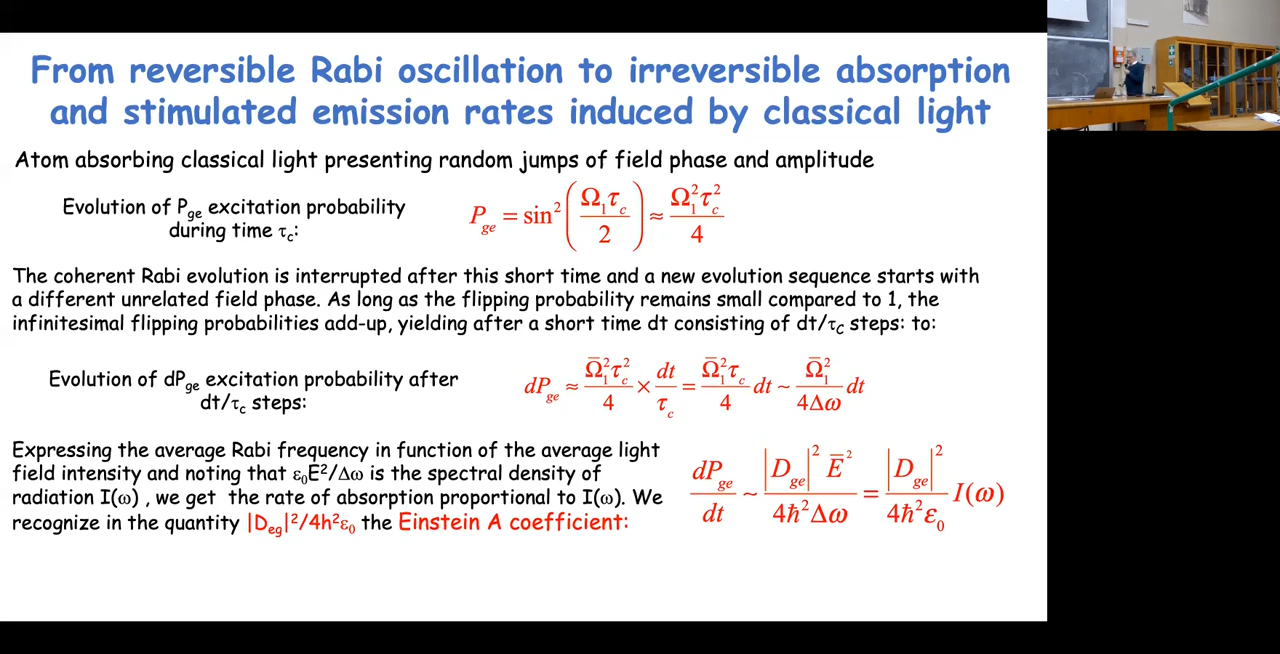 From reversible Rabi oscillation to irreversible absorption
and stimulated emission rates induced by classical light
Atom absorbing classical light presenting random jumps of field phase and amplitude
Evolution of P_ge excitation probability
during time τ_c:
P_ge = sin² (Ω₁τ_c / 2) ≈ Ω₁²τ_c² / 4
The coherent Rabi evolution is interrupted after this short time and a new evolution sequence starts with
a different unrelated field phase. As long as the flipping probability remains small compared to 1, the
infinitesimal flipping probabilities add-up, yielding after a short time dt consisting of dt/τ_C steps: to:
Evolution of dP_ge excitation probability after
dt/τ_c steps:
dP_ge ≈ Ω̄₁²τ_c² / 4 × dt / τ_c = Ω̄₁²τ_c / 4 dt ~ Ω̄₁² / 4Δω dt
Expressing the average Rabi frequency in function of the average light
field intensity and noting that ε₀E²/Δω is the spectral density of
radiation I(ω) , we get the rate of absorption proportional to I(ω). We
recognize in the quantity |D_eg|²/4h²ε₀ the Einstein A coefficient:
dP_ge / dt ~ |D_ge|² Ē² / 4ħ²Δω = |D_ge|² / 4ħ²ε₀ I(ω)